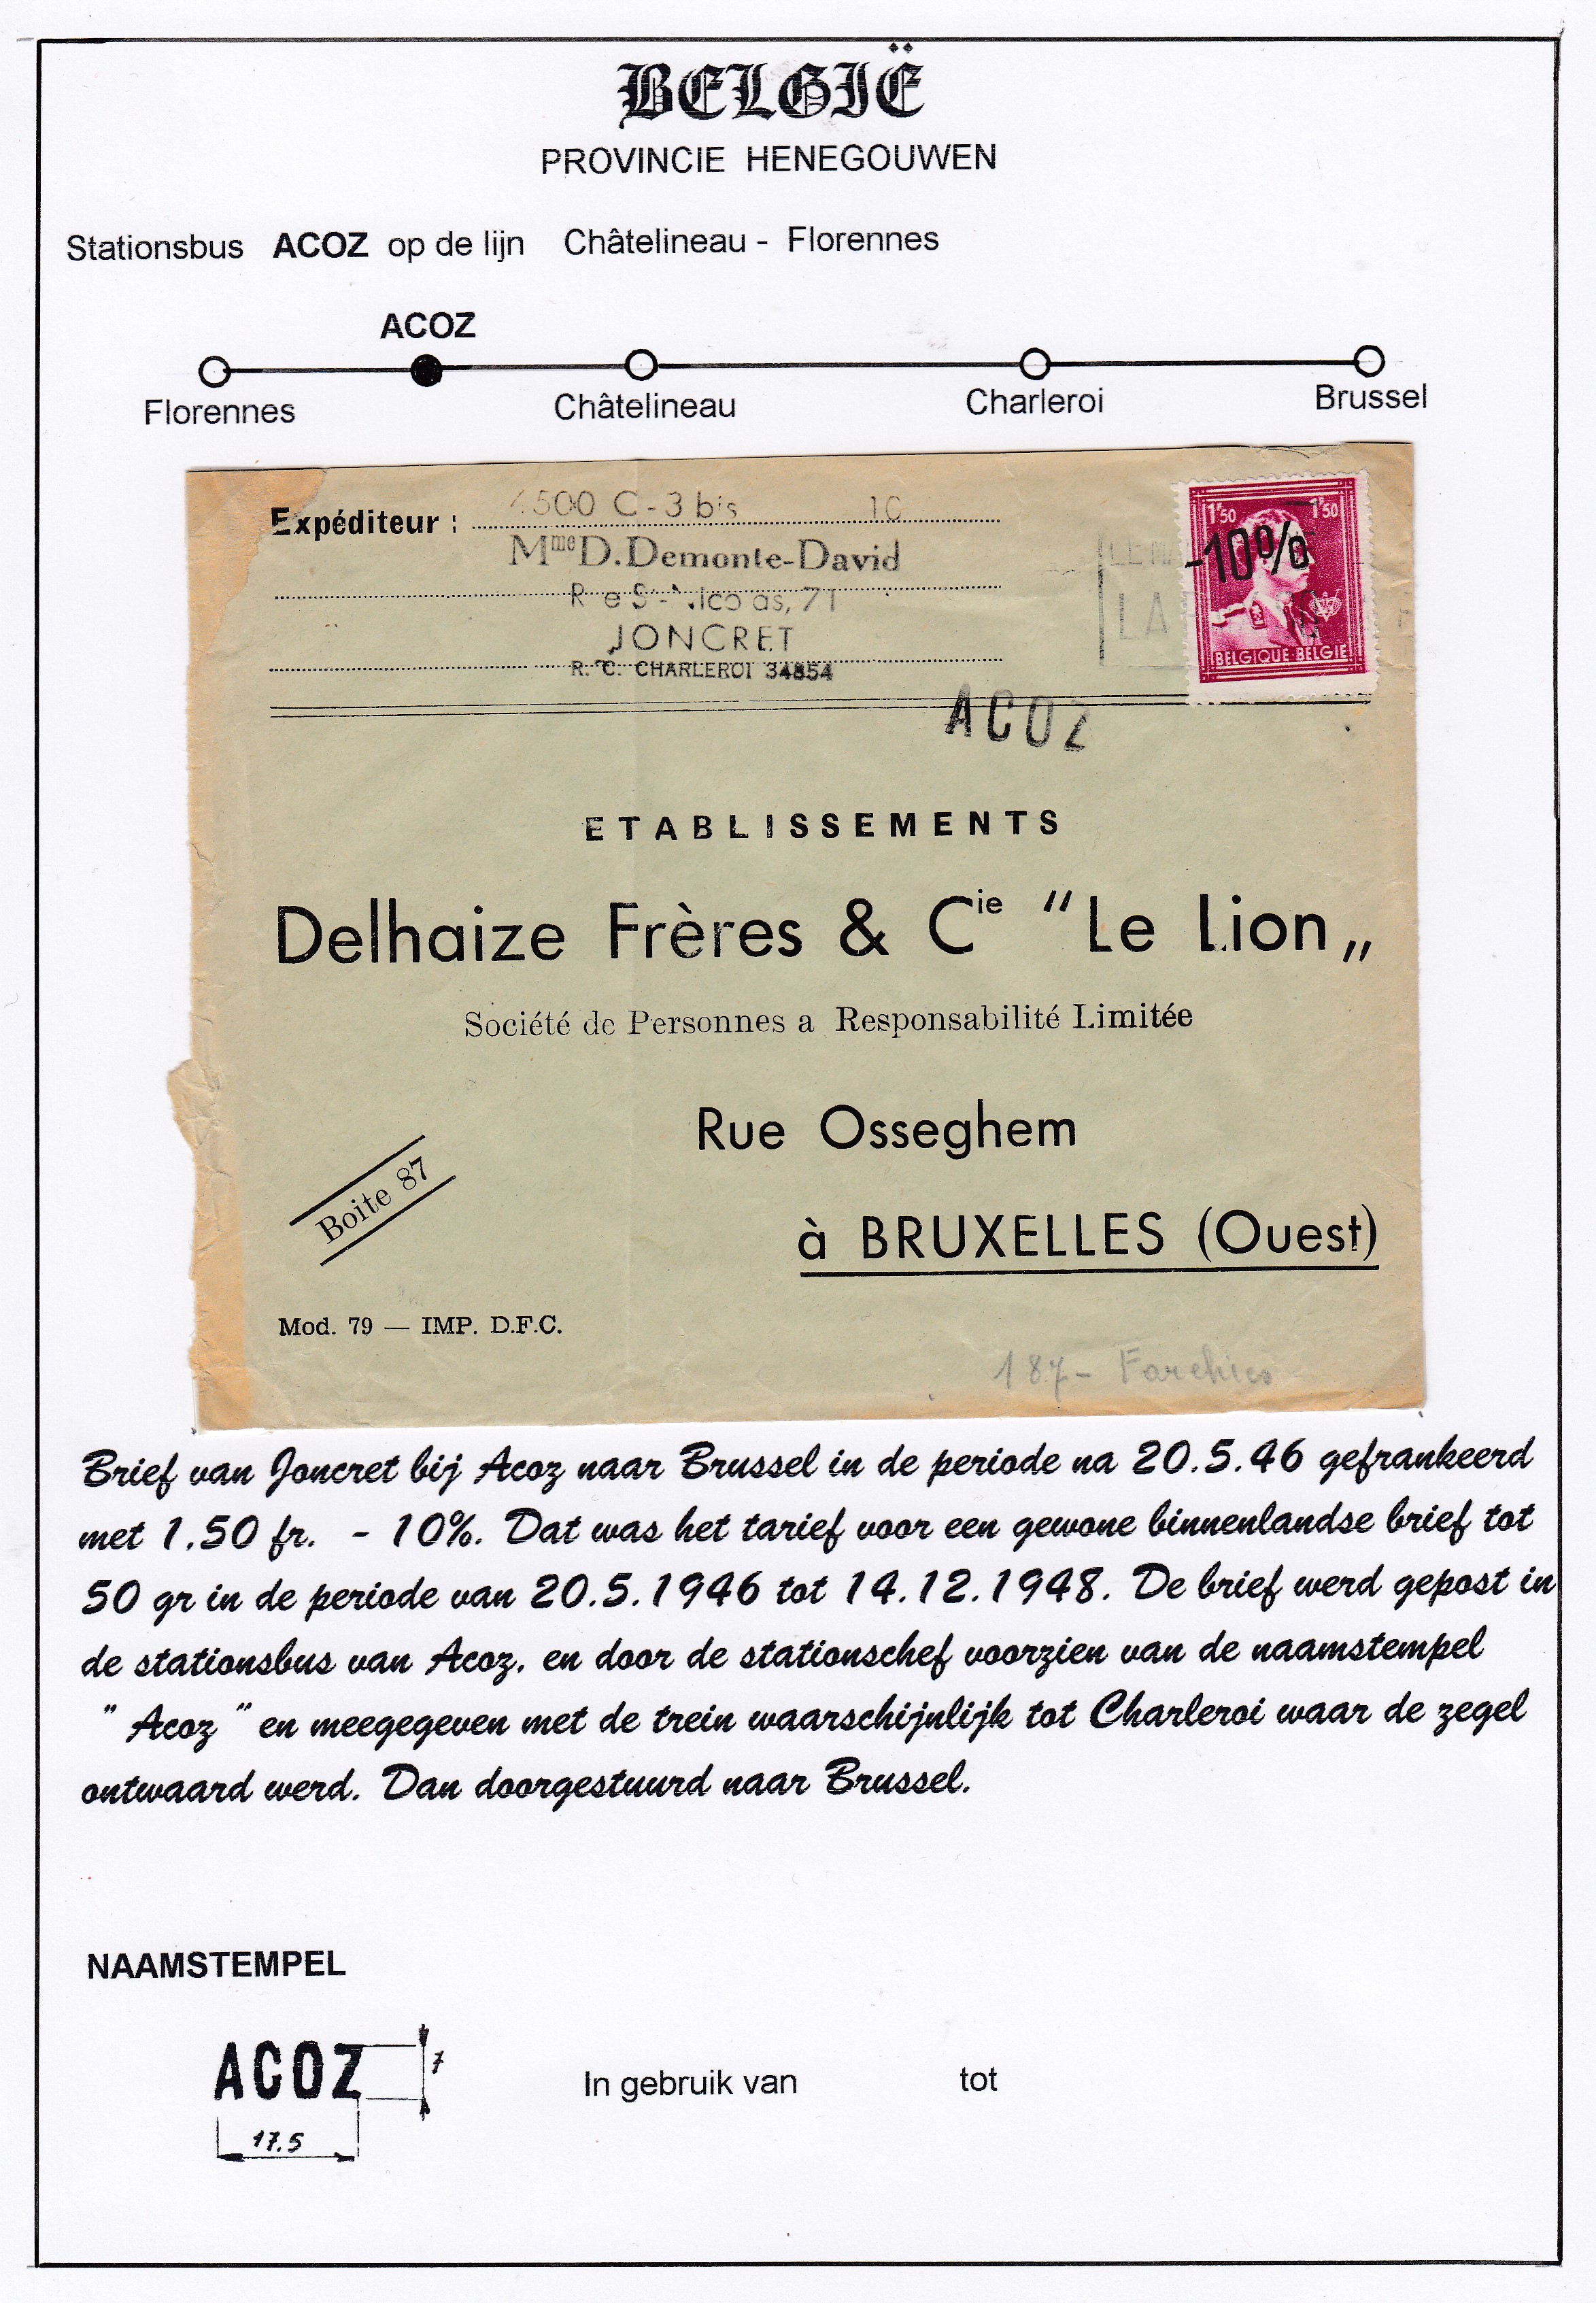 BELGIË
PROVINCIE HENEGOUWEN
Stationsbus ACOZ op de lijn Châtelineau - Florennes
ACOZ
Florennes Châtelineau Charleroi Brussel
Expéditeur : 4500 C-3 bis 10
Mme D. Demonte-David
R e S - Nico as, 71
JONCRET
R. C. CHARLEROI 34854
1F50 1F50
-10%
BELGIQUE·BELGIE
LA
ACOZ
ETABLISSEMENTS
Delhaize Frères & Cie "Le Lion„
Société de Personnes a Responsabilité Limitée
Rue Osseghem
Boite 87
à BRUXELLES (Ouest)
Mod. 79 — IMP. D.F.C.
187-
Brief van Joncret bij Acoz naar Brussel in de periode na 20.5.46 gefrankeerd
met 1.50 fr. - 10%. Dat was het tarief voor een gewone binnenlandse brief tot
50 gr in de periode van 20.5.1946 tot 14.12.1948. De brief werd gepost in
de stationsbus van Acoz, en door de stationschef voorzien van de naamstempel
" Acoz " en meegegeven met de trein waarschijnlijk tot Charleroi waar de zegel
ontwaard werd. Dan doorgestuurd naar Brussel.
NAAMSTEMPEL
ACOZ 7
17.5
In gebruik van tot